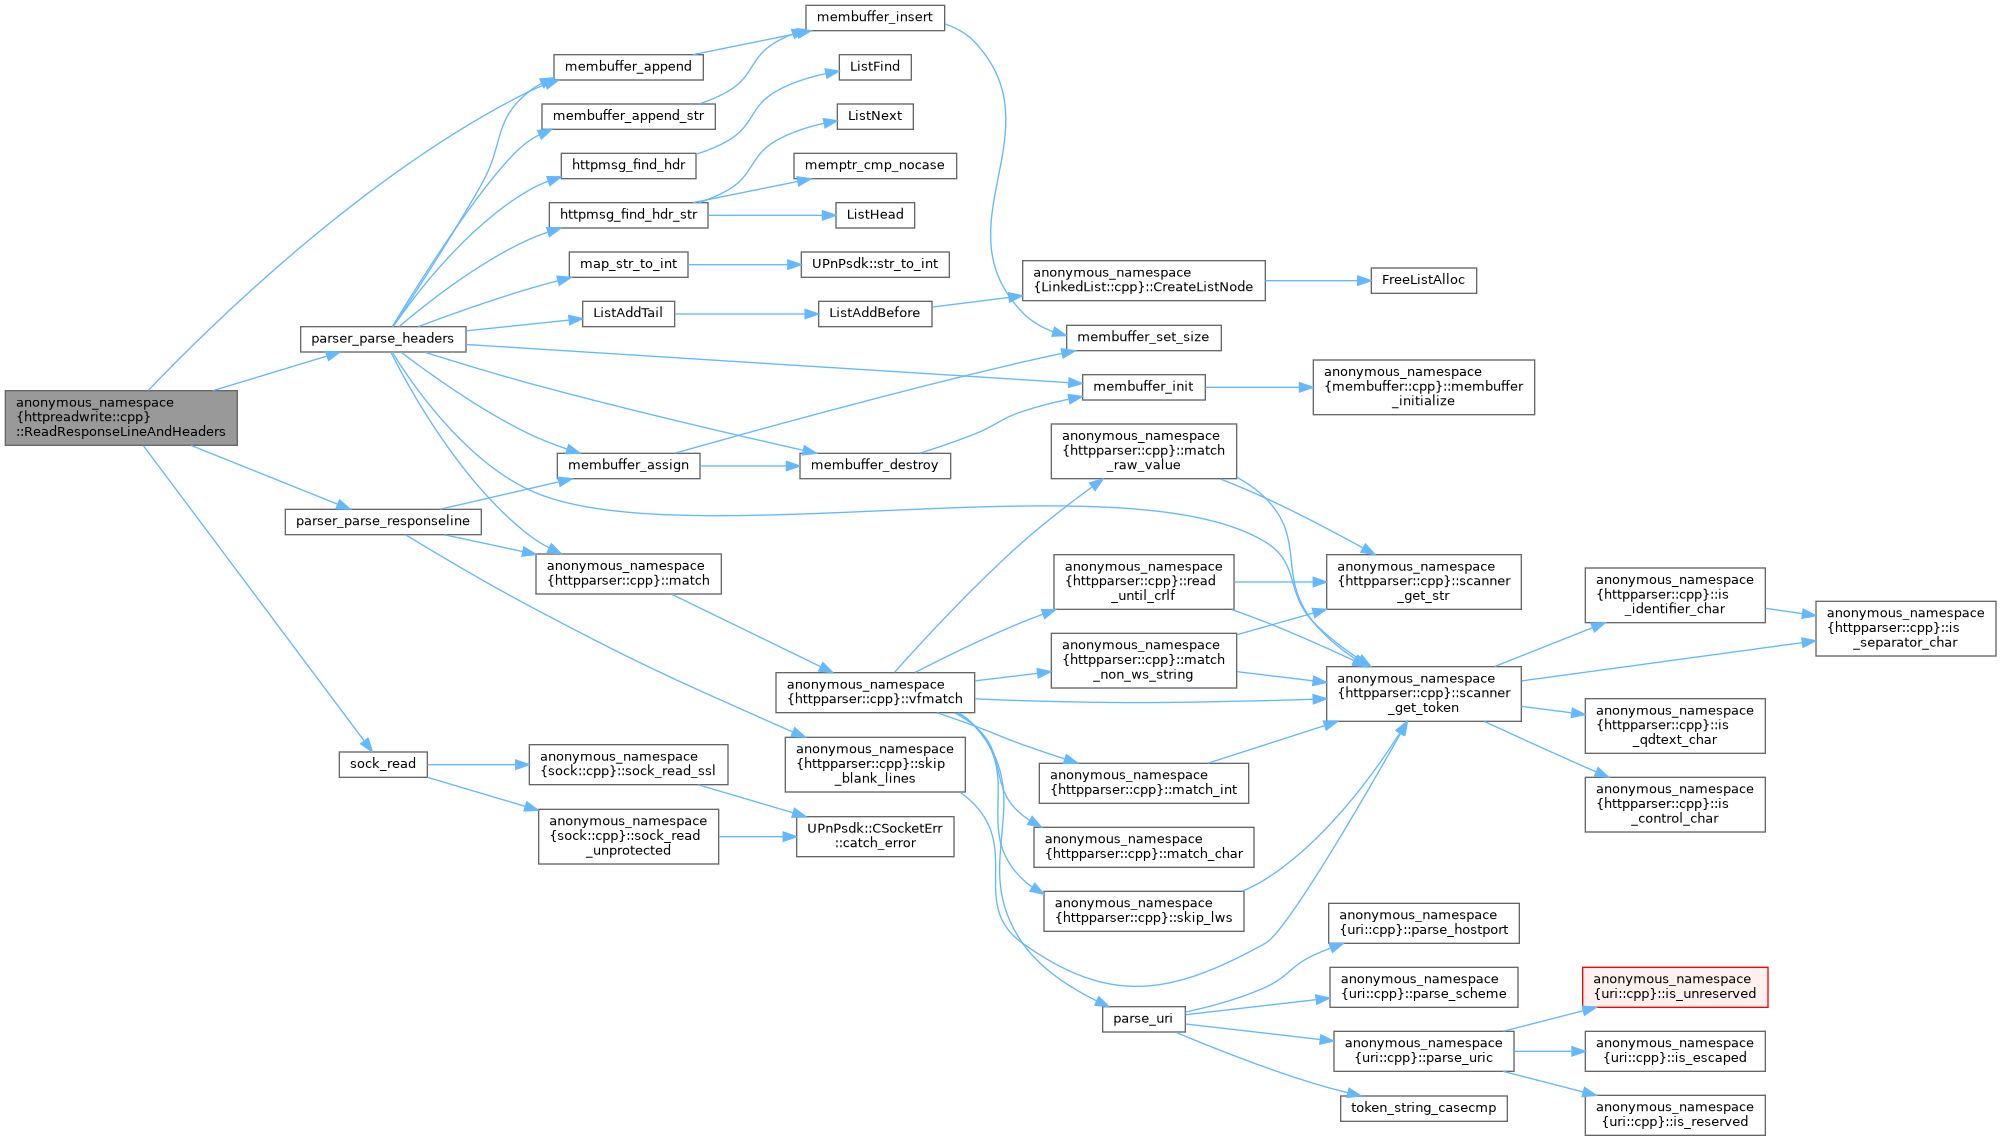 membuffer_insert
membuffer_append
ListFind
membuffer_append_str
ListNext
httpmsg_find_hdr
memptr_cmp_nocase
httpmsg_find_hdr_str
ListHead
map_str_to_int
UPnPsdk::str_to_int
anonymous_namespace
{LinkedList::cpp}::CreateListNode
FreeListAlloc
ListAddTail
ListAddBefore
parser_parse_headers
membuffer_set_size
membuffer_init
anonymous_namespace
{membuffer::cpp}::membuffer
_initialize
anonymous_namespace
{httpreadwrite::cpp}
::ReadResponseLineAndHeaders
anonymous_namespace
{httpparser::cpp}::match
_raw_value
membuffer_assign
membuffer_destroy
parser_parse_responseline
anonymous_namespace
{httpparser::cpp}::match
anonymous_namespace
{httpparser::cpp}::read
_until_crlf
anonymous_namespace
{httpparser::cpp}::scanner
_get_str
anonymous_namespace
{httpparser::cpp}::is
_identifier_char
anonymous_namespace
{httpparser::cpp}::is
_separator_char
anonymous_namespace
{httpparser::cpp}::match
_non_ws_string
anonymous_namespace
{httpparser::cpp}::vfmatch
anonymous_namespace
{httpparser::cpp}::scanner
_get_token
anonymous_namespace
{httpparser::cpp}::is
_qdtext_char
sock_read
anonymous_namespace
{sock::cpp}::sock_read_ssl
anonymous_namespace
{httpparser::cpp}::skip
_blank_lines
anonymous_namespace
{httpparser::cpp}::match_int
anonymous_namespace
{httpparser::cpp}::is
_control_char
anonymous_namespace
{sock::cpp}::sock_read
_unprotected
UPnPsdk::CSocketErr
::catch_error
anonymous_namespace
{httpparser::cpp}::match_char
anonymous_namespace
{httpparser::cpp}::skip_lws
anonymous_namespace
{uri::cpp}::parse_hostport
anonymous_namespace
{uri::cpp}::parse_scheme
anonymous_namespace
{uri::cpp}::is_unreserved
parse_uri
anonymous_namespace
{uri::cpp}::parse_uric
anonymous_namespace
{uri::cpp}::is_escaped
token_string_casecmp
anonymous_namespace
{uri::cpp}::is_reserved